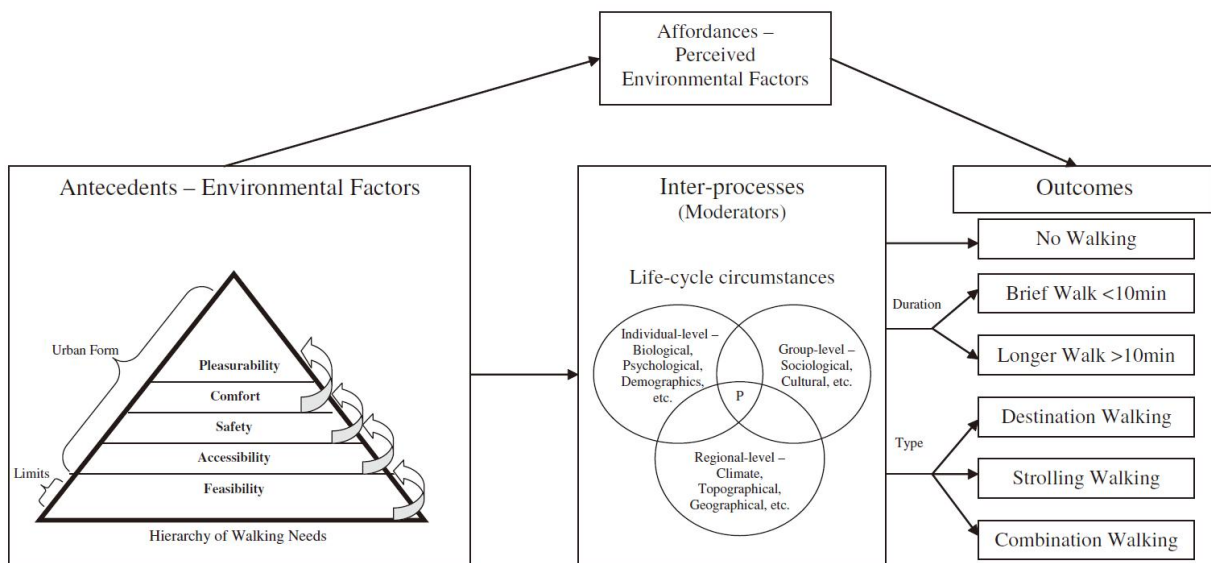 Affordances –
Perceived
Environmental Factors
Antecedents – Environmental Factors
Urban Form
Limits
Pleasurability
Comfort
Safety
Accessibility
Feasibility
Hierarchy of Walking Needs
Inter-processes
(Moderators)
Life-cycle circumstances
Individual-level –
Biological,
Psychological,
Demographics,
etc.
Group-level –
Sociological,
Cultural, etc.
P
Regional-level –
Climate,
Topographical,
Geographical, etc.
Outcomes
No Walking
Duration
Brief Walk <10min
Longer Walk >10min
Type
Destination Walking
Strolling Walking
Combination Walking